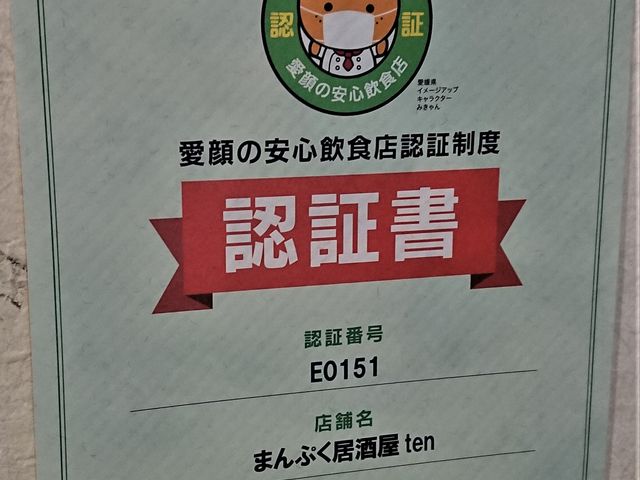 認 証
愛顔の安心飲食店
愛媛県
イメージアップ
キャラクター
みきゃん
愛顔の安心飲食店認証制度
認証書
認証番号
E0151
店舗名
まんぷく居酒屋 ten